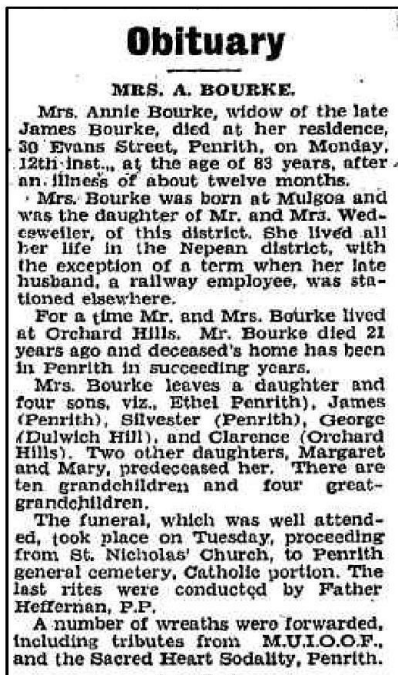 Obituary
MRS. A. BOURKE.
Mrs. Annie Bourke, widow of the late
James Bourke, died at her residence,
30 Evans Street, Penrith, on Monday,
12th inst., at the age of 83 years, after
an illness of about twelve months.
Mrs. Bourke was born at Mulgoa and
was the daughter of Mr. and Mrs. Wed-
esweiler, of this district. She lived all
her life in the Nepean district, with
the exception of a term when her late
husband, a railway employee, was sta-
tioned elsewhere.
For a time Mr. and Mrs. Bourke lived
at Orchard Hills. Mr. Bourke died 21
years ago and deceased's home has been
in Penrith in succeeding years.
Mrs. Bourke leaves a daughter and
four sons, viz., Ethel Penrith), James
(Penrith), Silvester (Penrith), George
(Dulwich Hill), and Clarence (Orchard
Hills). Two other daughters, Margaret
and Mary, predeceased her. There are
ten grandchildren and four great-
grandchildren.
The funeral, which was well attend-
ed, took place on Tuesday, proceeding
from St. Nicholas' Church, to Penrith
general cemetery, Catholic portion. The
last rites were conducted by Father
Heffernan, P.P.
A number of wreaths were forwarded,
including tributes from M.U.I.O.O.F.,
and the Sacred Heart Sodality, Penrith.